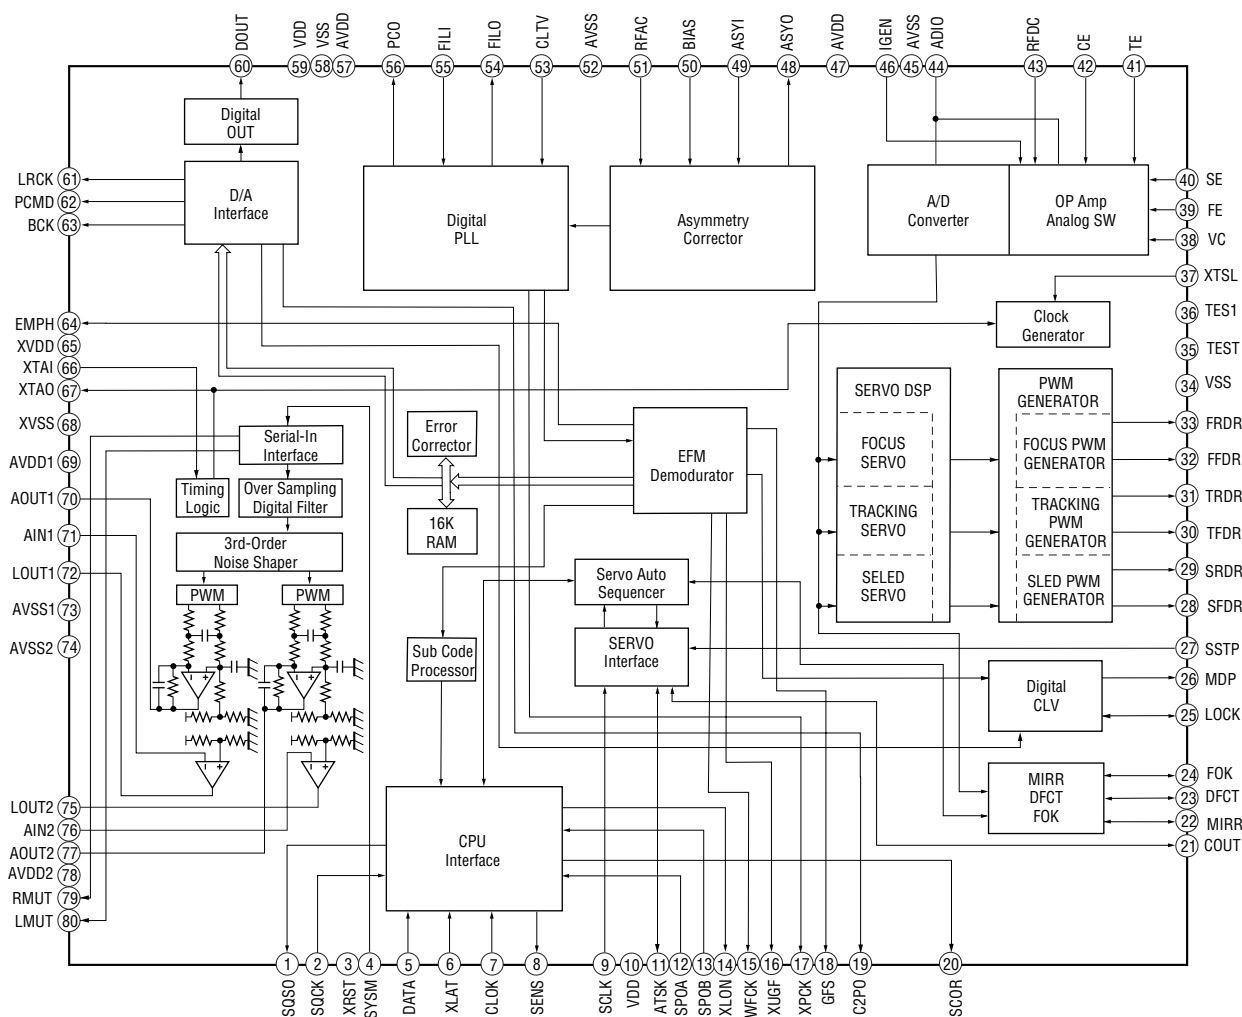 DOUT
VDD
VSS
AVDD
PCO
FILI
FILO
CLTV
AVSS
RFAC
BIAS
ASYI
ASYO
AVDD
IGEN
AVSS
ADIO
RFDC
CE
TE
60
59
58
57
56
55
54
53
52
51
50
49
48
47
46
45
44
43
42
41
Digital
OUT
D/A
Interface
Digital
PLL
Asymmetry
Corrector
A/D
Converter
OP Amp
Analog SW
LRCK 61
PCMD 62
BCK 63
EMPH 64
XVDD 65
XTAI 66
XTAO 67
XVSS 68
AVDD1 69
AOUT1 70
AIN1 71
LOUT1 72
AVSS1 73
AVSS2 74
LOUT2 75
AIN2 76
AOUT2 77
AVDD2 78
RMUT 79
LMUT 80
40 SE
39 FE
38 VC
37 XTSL
36 TES1
35 TEST
34 VSS
33 FRDR
32 FFDR
31 TRDR
30 TFDR
29 SRDR
28 SFDR
27 SSTP
26 MDP
25 LOCK
24 FOK
23 DFCT
22 MIRR
21 COUT
Clock
Generator
Serial-In
Interface
Timing
Logic
Over Sampling
Digital Filter
3rd-Order
Noise Shaper
PWM
PWM
− +
− +
− +
− +
Error
Corrector
16K
RAM
EFM
Demodurator
Sub Code
Processor
Servo Auto
Sequencer
SERVO
Interface
SERVO DSP
FOCUS
SERVO
TRACKING
SERVO
SELED
SERVO
PWM
GENERATOR
FOCUS PWM
GENERATOR
TRACKING
PWM
GENERATOR
SLED PWM
GENERATOR
Digital
CLV
MIRR
DFCT
FOK
CPU
Interface
1
2
3
4
5
6
7
8
9
10
11
12
13
14
15
16
17
18
19
20
SQSO
SQCK
XRST
SYSM
DATA
XLAT
CLOK
SENS
SCLK
VDD
ATSK
SPOA
SPOB
XLON
WFCK
XUGF
XPCK
GFS
C2PO
SCOR